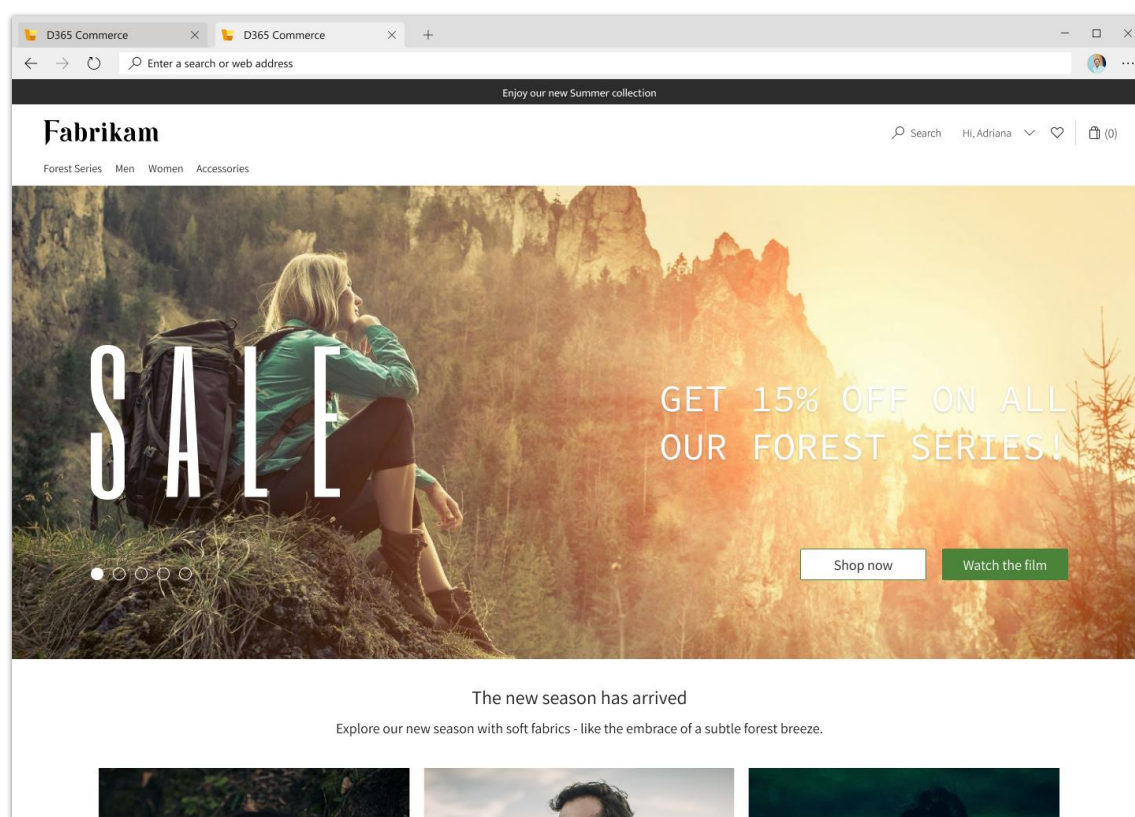 D365 Commerce
D365 Commerce
Enter a search or web address
Enjoy our new Summer collection
Fabrikam
Search
Hi, Adriana
(0)
Forest Series Men Women Accessories
SALE
GET 15% OFF ON ALL
OUR FOREST SERIES!
Shop now
Watch the film
The new season has arrived
Explore our new season with soft fabrics - like the embrace of a subtle forest breeze.